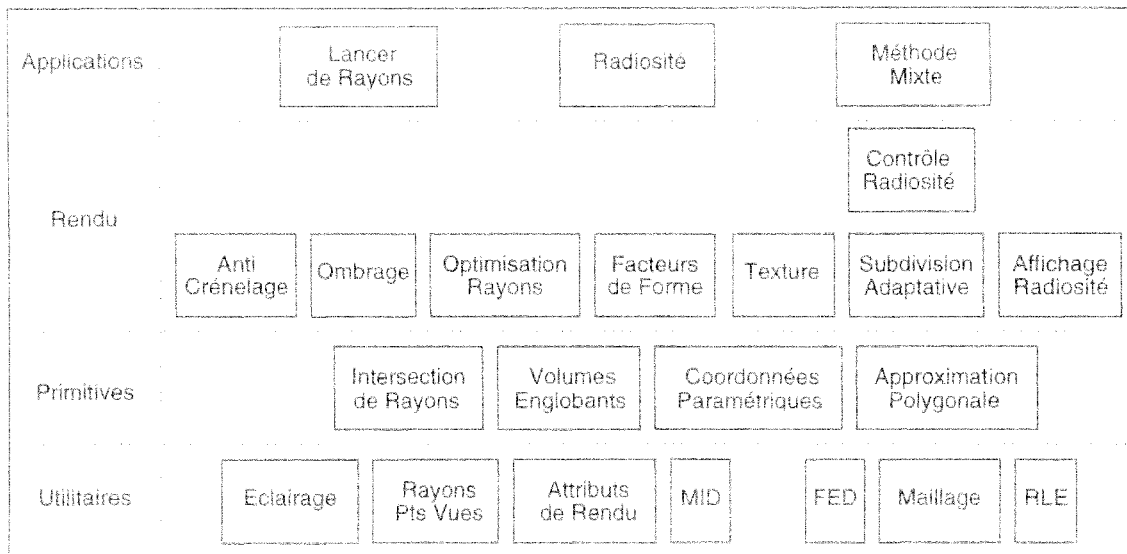 Applications
Lancer
de Rayons
Radiosité
Méthode
Mixte
Rendu
Contrôle
Radiosité
Anti
Crénelage
Ombrage
Optimisation
Rayons
Facteurs
de Forme
Texture
Subdivision
Adaptative
Affichage
Radiosité
Primitives
Intersection
de Rayons
Volumes
Englobants
Coordonnées
Paramétriques
Approximation
Polygonale
Utilitaires
Eclairage
Rayons
Pts Vues
Attributs
de Rendu
MID
FED
Maillage
RLE